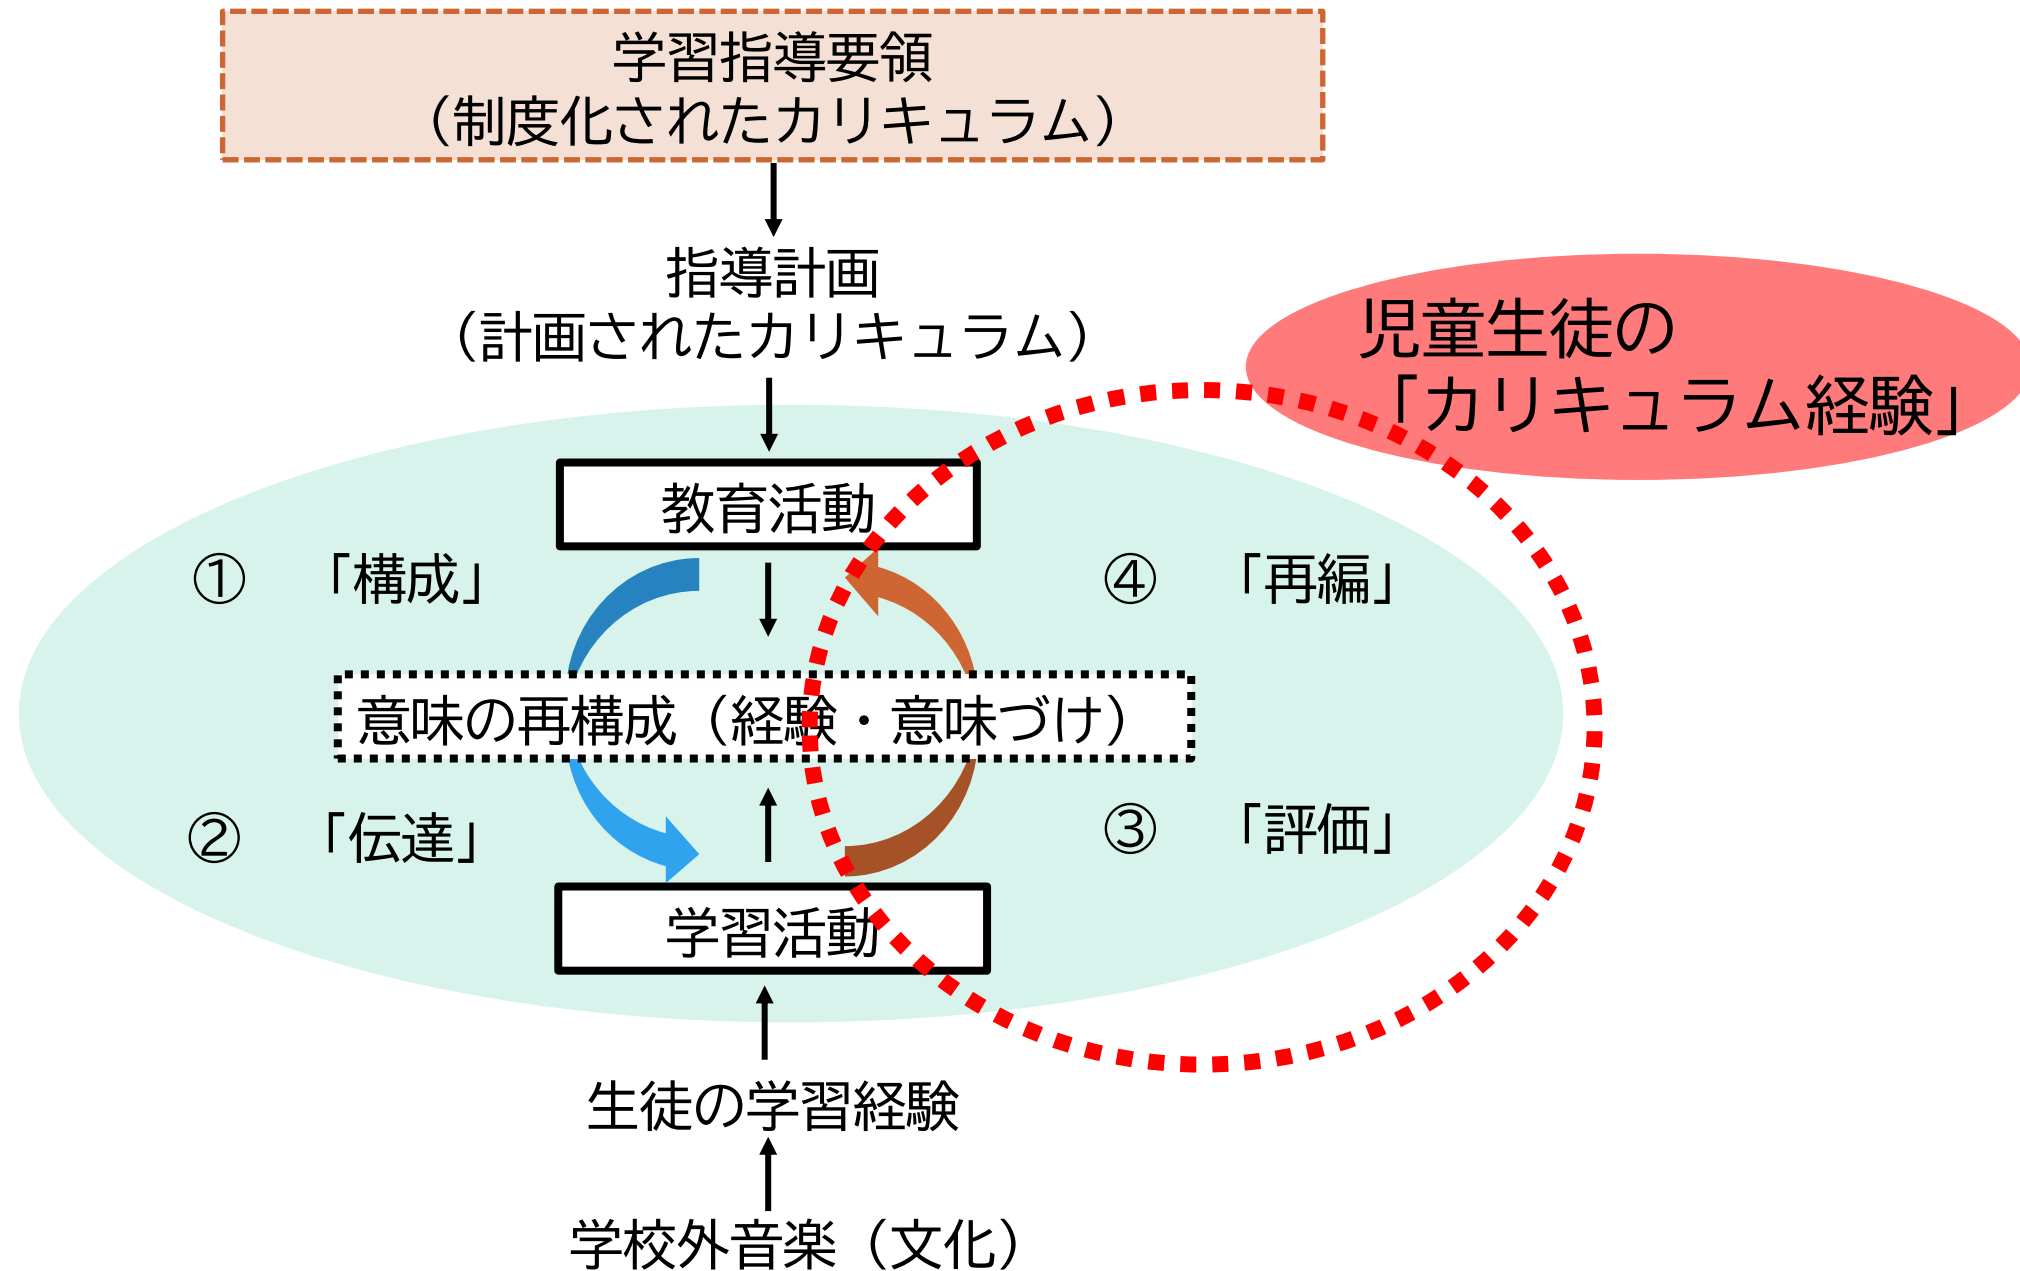 学習指導要領
（制度化されたカリキュラム）
指導計画
（計画されたカリキュラム）
児童生徒の
「カリキュラム経験」
教育活動
① 「構成」
④ 「再編」
意味の再構成（経験・意味づけ）
② 「伝達」
③ 「評価」
学習活動
生徒の学習経験
学校外音楽（文化）